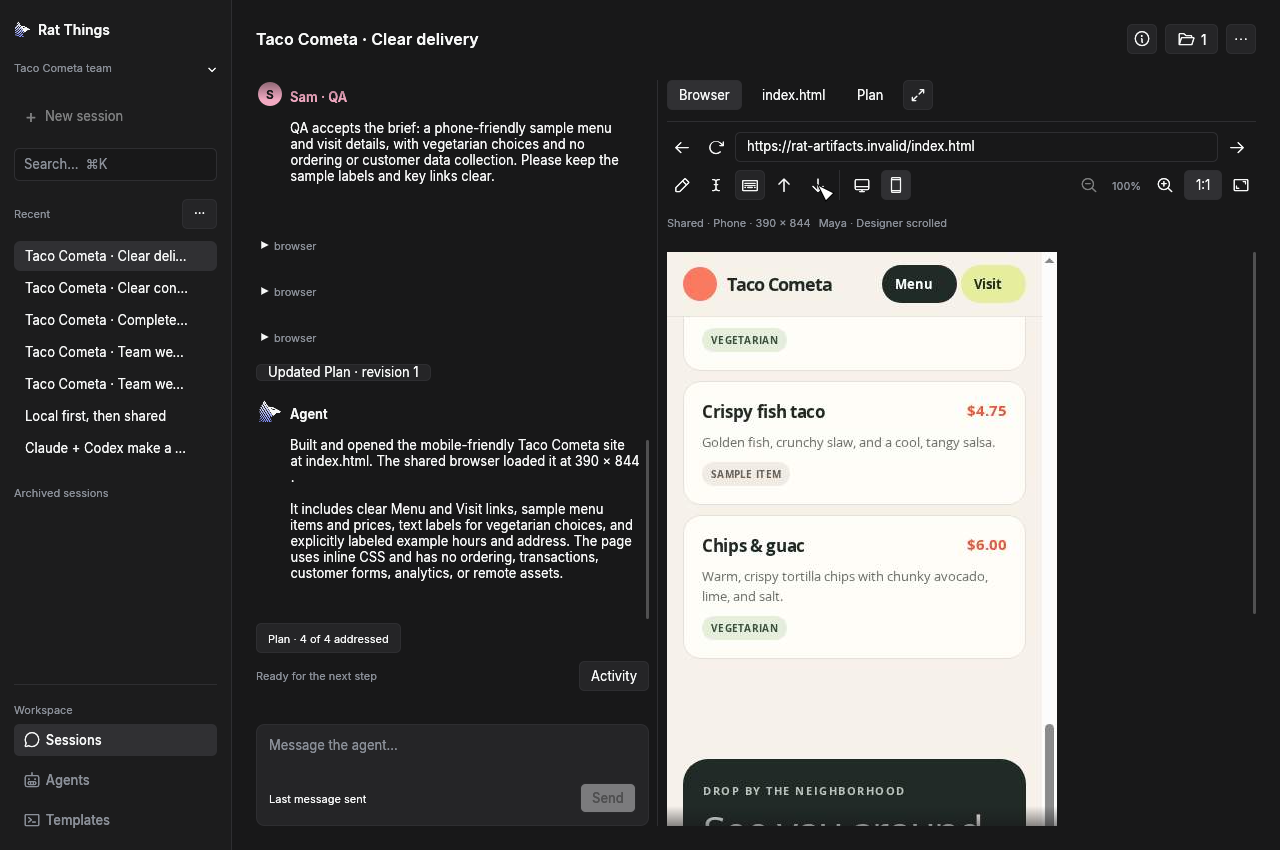 Rat Things
Taco Cometa team
+ New session
Search... ⌘K
Recent
...
Taco Cometa · Clear deli...
Taco Cometa · Clear con...
Taco Cometa · Complete...
Taco Cometa · Team we...
Taco Cometa · Team we...
Local first, then shared
Claude + Codex make a ...
Archived sessions
Workspace
Sessions
Agents
Templates
Taco Cometa · Clear delivery
1
...
S
Sam · QA
QA accepts the brief: a phone-friendly sample menu
and visit details, with vegetarian choices and no
ordering or customer data collection. Please keep the
sample labels and key links clear.
browser
browser
browser
Updated Plan · revision 1
Agent
Built and opened the mobile-friendly Taco Cometa site
at index.html. The shared browser loaded it at 390 × 844
.
It includes clear Menu and Visit links, sample menu
items and prices, text labels for vegetarian choices, and
explicitly labeled example hours and address. The page
uses inline CSS and has no ordering, transactions,
customer forms, analytics, or remote assets.
Plan · 4 of 4 addressed
Ready for the next step
Activity
Message the agent...
Last message sent
Send
Browser
index.html
Plan
https://rat-artifacts.invalid/index.html
100%
1:1
Shared · Phone · 390 × 844 Maya · Designer scrolled
Taco Cometa
Menu
Visit
VEGETARIAN
Crispy fish taco
$4.75
Golden fish, crunchy slaw, and a cool, tangy salsa.
SAMPLE ITEM
Chips & guac
$6.00
Warm, crispy tortilla chips with chunky avocado,
lime, and salt.
VEGETARIAN
DROP BY THE NEIGHBORHOOD
See you around